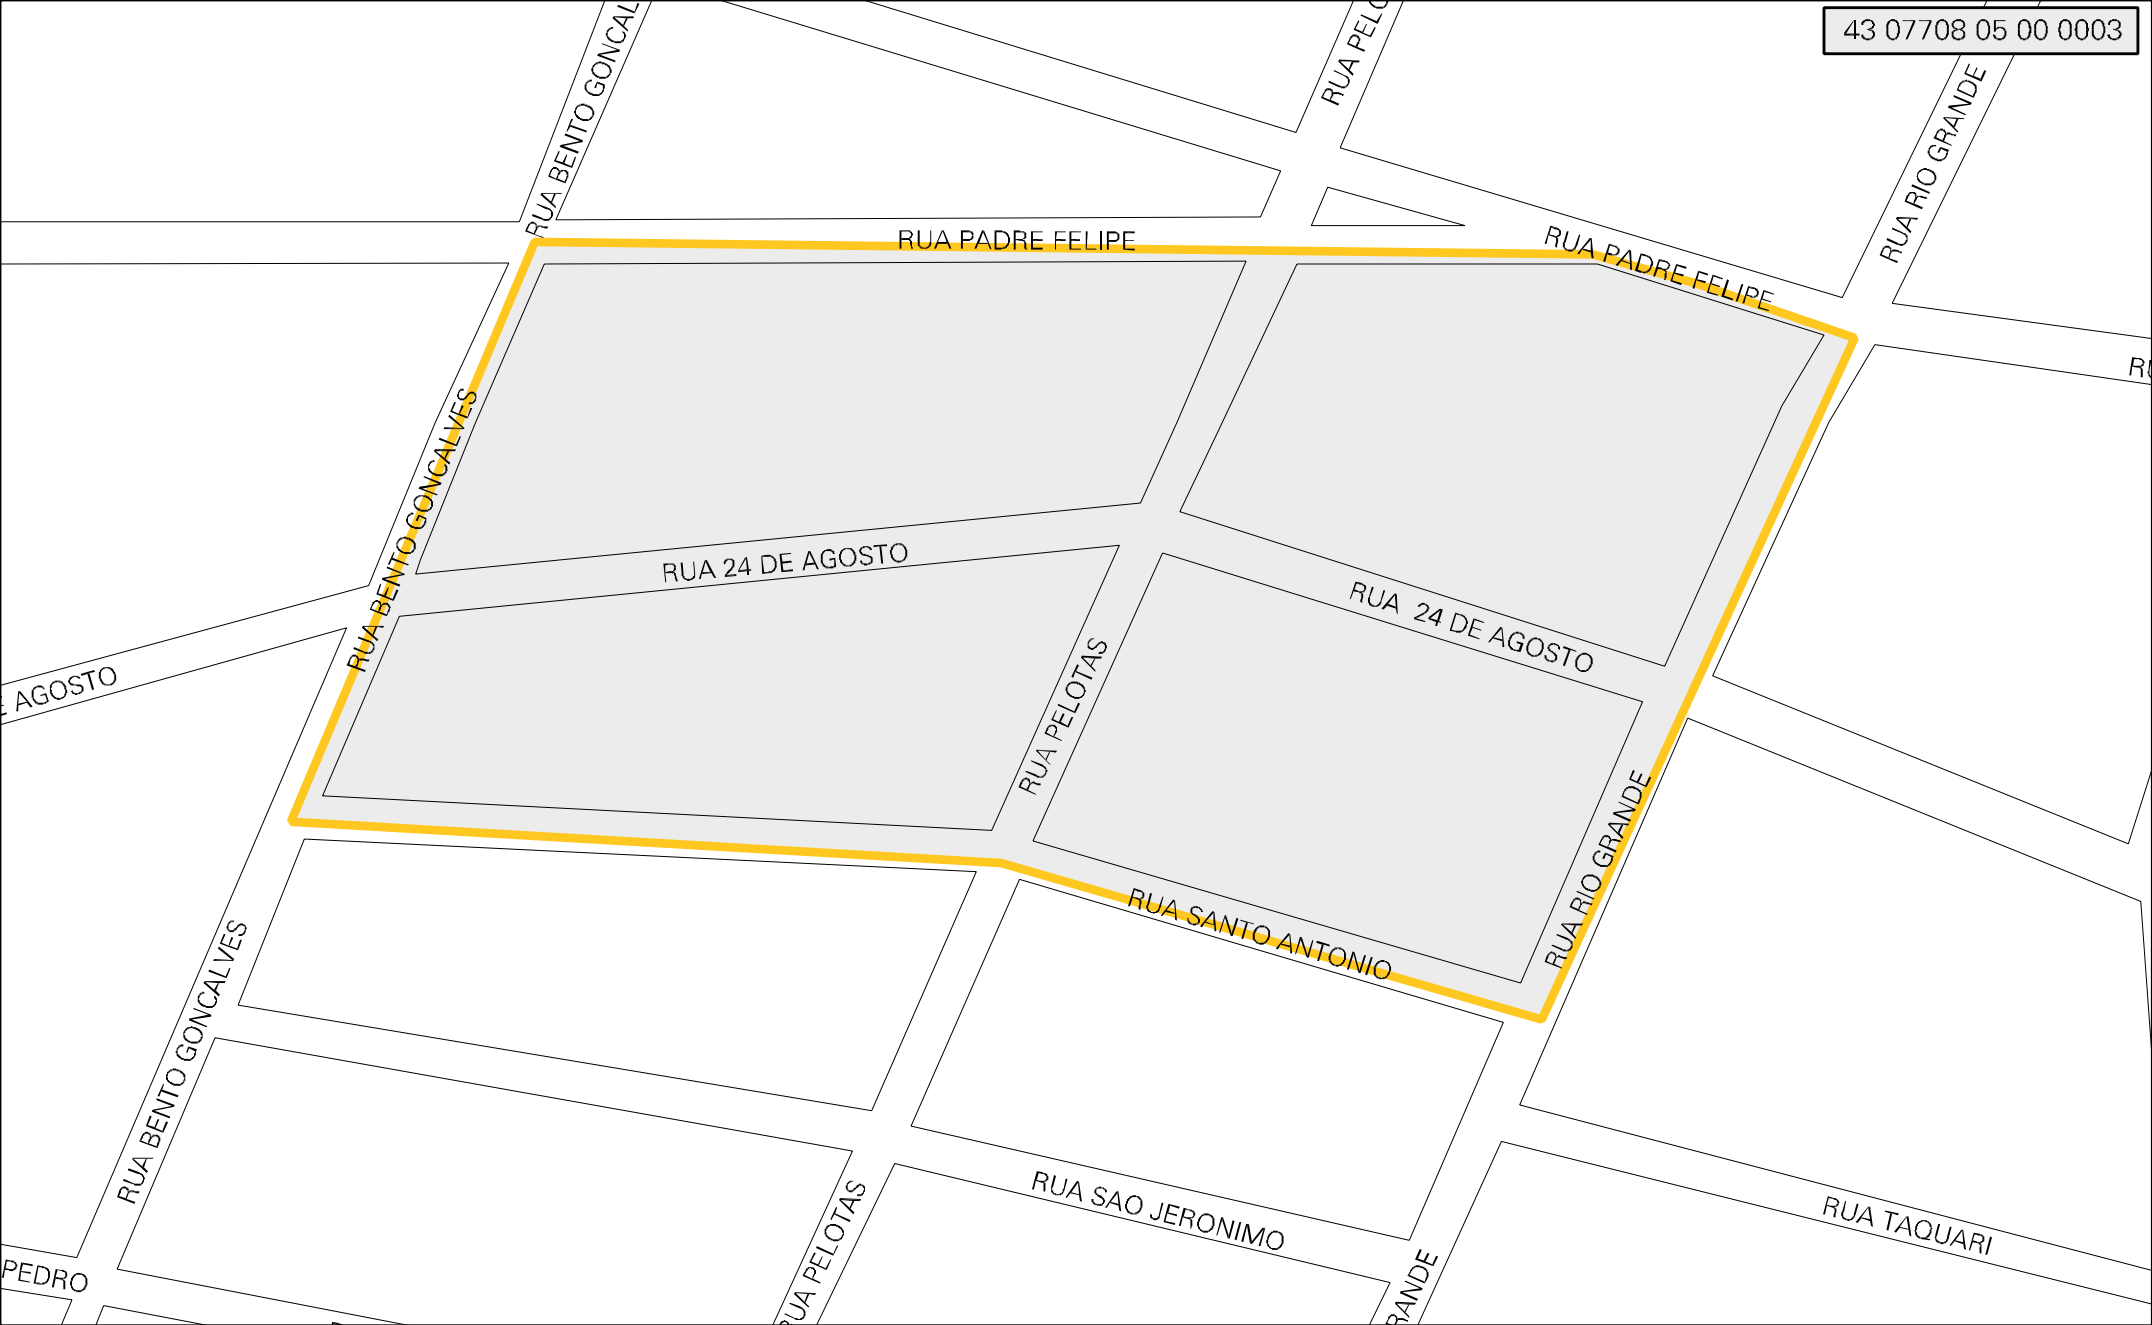 43 07708 05 00 0003
RUA BENTO GONCAL
RUA PELO
RUA RIO GRANDE
RUA PADRE FELIPE
RUA PADRE FELIPE
RUA BENTO GONCALVES
RUA 24 DE AGOSTO
RUA 24 DE AGOSTO
AGOSTO
RUA PELOTAS
RUA RIO GRANDE
RUA SANTO ANTONIO
RUA BENTO GONCALVES
RUA SAO JERONIMO
RUA TAQUARI
RUA PELOTAS
PEDRO
RANDE